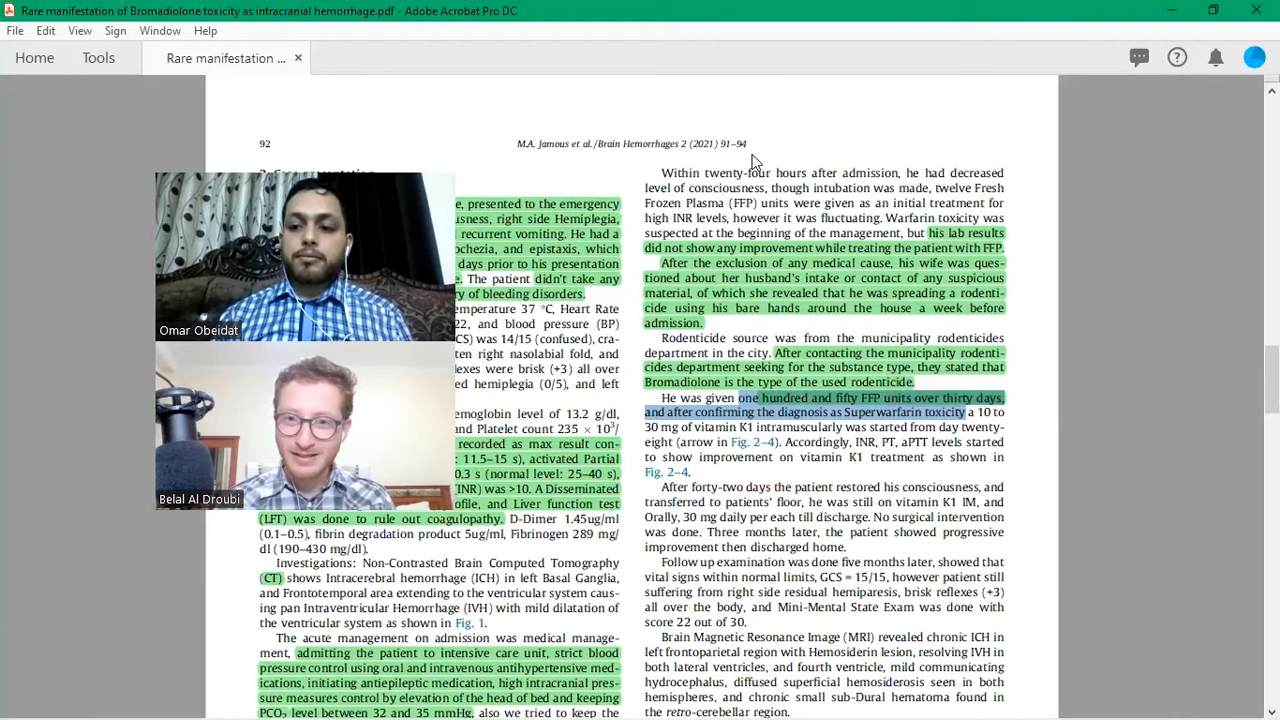 Rare manifestation of Bromadiolone toxicity as intracranial hemorrhage.pdf - Adobe Acrobat Pro DC
File Edit View Sign Window Help
Home Tools Rare manifestation ... ×
92 M.A. Jamous et al./Brain Hemorrhages 2 (2021) 91–94
e, presented to the emergency
usness, right side Hemiplegia,
recurrent vomiting. He had a
ochezia, and epistaxis, which
days prior to his presentation
e. The patient didn't take any
ry of bleeding disorders.
emperature 37 °C, Heart Rate
22, and blood pressure (BP)
CS) was 14/15 (confused), cra-
ten right nasolabial fold, and
exes were brisk (+3) all over
ed hemiplegia (0/5), and left
emoglobin level of 13.2 g/dl,
and Platelet count 235 × 10³/
recorded as max result con-
: 11.5–15 s), activated Partial
0.3 s (normal level: 25–40 s),
(INR) was >10. A Disseminated
ofile, and Liver function test
(LFT) was done to rule out coagulopathy. D-Dimer 1.45ug/ml
(0.1–0.5), fibrin degradation product 5ug/ml, Fibrinogen 289 mg/
dl (190–430 mg/dl).
Investigations: Non-Contrasted Brain Computed Tomography
(CT) shows Intracerebral hemorrhage (ICH) in left Basal Ganglia,
and Frontotemporal area extending to the ventricular system caus-
ing pan Intraventricular Hemorrhage (IVH) with mild dilatation of
the ventricular system as shown in Fig. 1.
The acute management on admission was medical manage-
ment, admitting the patient to intensive care unit, strict blood
pressure control using oral and intravenous antihypertensive med-
ications, initiating antiepileptic medication, high intracranial pres-
sure measures control by elevation of the head of bed and keeping
PCO2 level between 32 and 35 mmHg, also we tried to keep the
Within twenty-four hours after admission, he had decreased
level of consciousness, though intubation was made, twelve Fresh
Frozen Plasma (FFP) units were given as an initial treatment for
high INR levels, however it was fluctuating. Warfarin toxicity was
suspected at the beginning of the management, but his lab results
did not show any improvement while treating the patient with FFP.
After the exclusion of any medical cause, his wife was ques-
tioned about her husband's intake or contact of any suspicious
material, of which she revealed that he was spreading a rodenti-
cide using his bare hands around the house a week before
admission.
Rodenticide source was from the municipality rodenticides
department in the city. After contacting the municipality rodenti-
cides department seeking for the substance type, they stated that
Bromadiolone is the type of the used rodenticide.
He was given one hundred and fifty FFP units over thirty days,
and after confirming the diagnosis as Superwarfarin toxicity a 10 to
30 mg of vitamin K1 intramuscularly was started from day twenty-
eight (arrow in Fig. 2–4). Accordingly, INR, PT, aPTT levels started
to show improvement on vitamin K1 treatment as shown in
Fig. 2–4.
After forty-two days the patient restored his consciousness, and
transferred to patients' floor, he was still on vitamin K1 IM, and
Orally, 30 mg daily per each till discharge. No surgical intervention
was done. Three months later, the patient showed progressive
improvement then discharged home.
Follow up examination was done five months later, showed that
vital signs within normal limits, GCS = 15/15, however patient still
suffering from right side residual hemiparesis, brisk reflexes (+3)
all over the body, and Mini-Mental State Exam was done with
score 22 out of 30.
Brain Magnetic Resonance Image (MRI) revealed chronic ICH in
left frontoparietal region with Hemosiderin lesion, resolving IVH in
both lateral ventricles, and fourth ventricle, mild communicating
hydrocephalus, diffused superficial hemosiderosis seen in both
hemispheres, and chronic small sub-Dural hematoma found in
the retro-cerebellar region.
Omar Obeidat
Belal Al Droubi